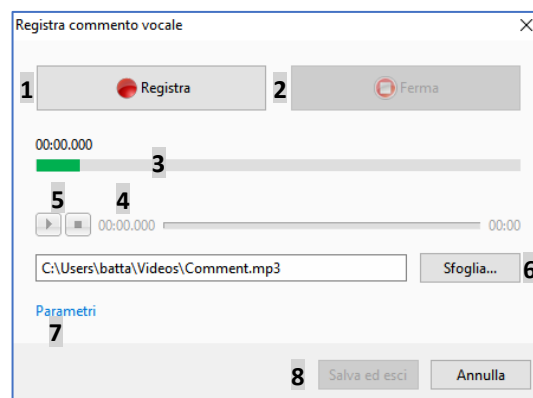 Registra commento vocale
1 Registra 2 Ferma
00:00.000
3
5 4
00:00.000 00:00
C:\Users\batta\Videos\Comment.mp3 Sfoglia... 6
Parametri
7
8 Salva ed esci Annulla